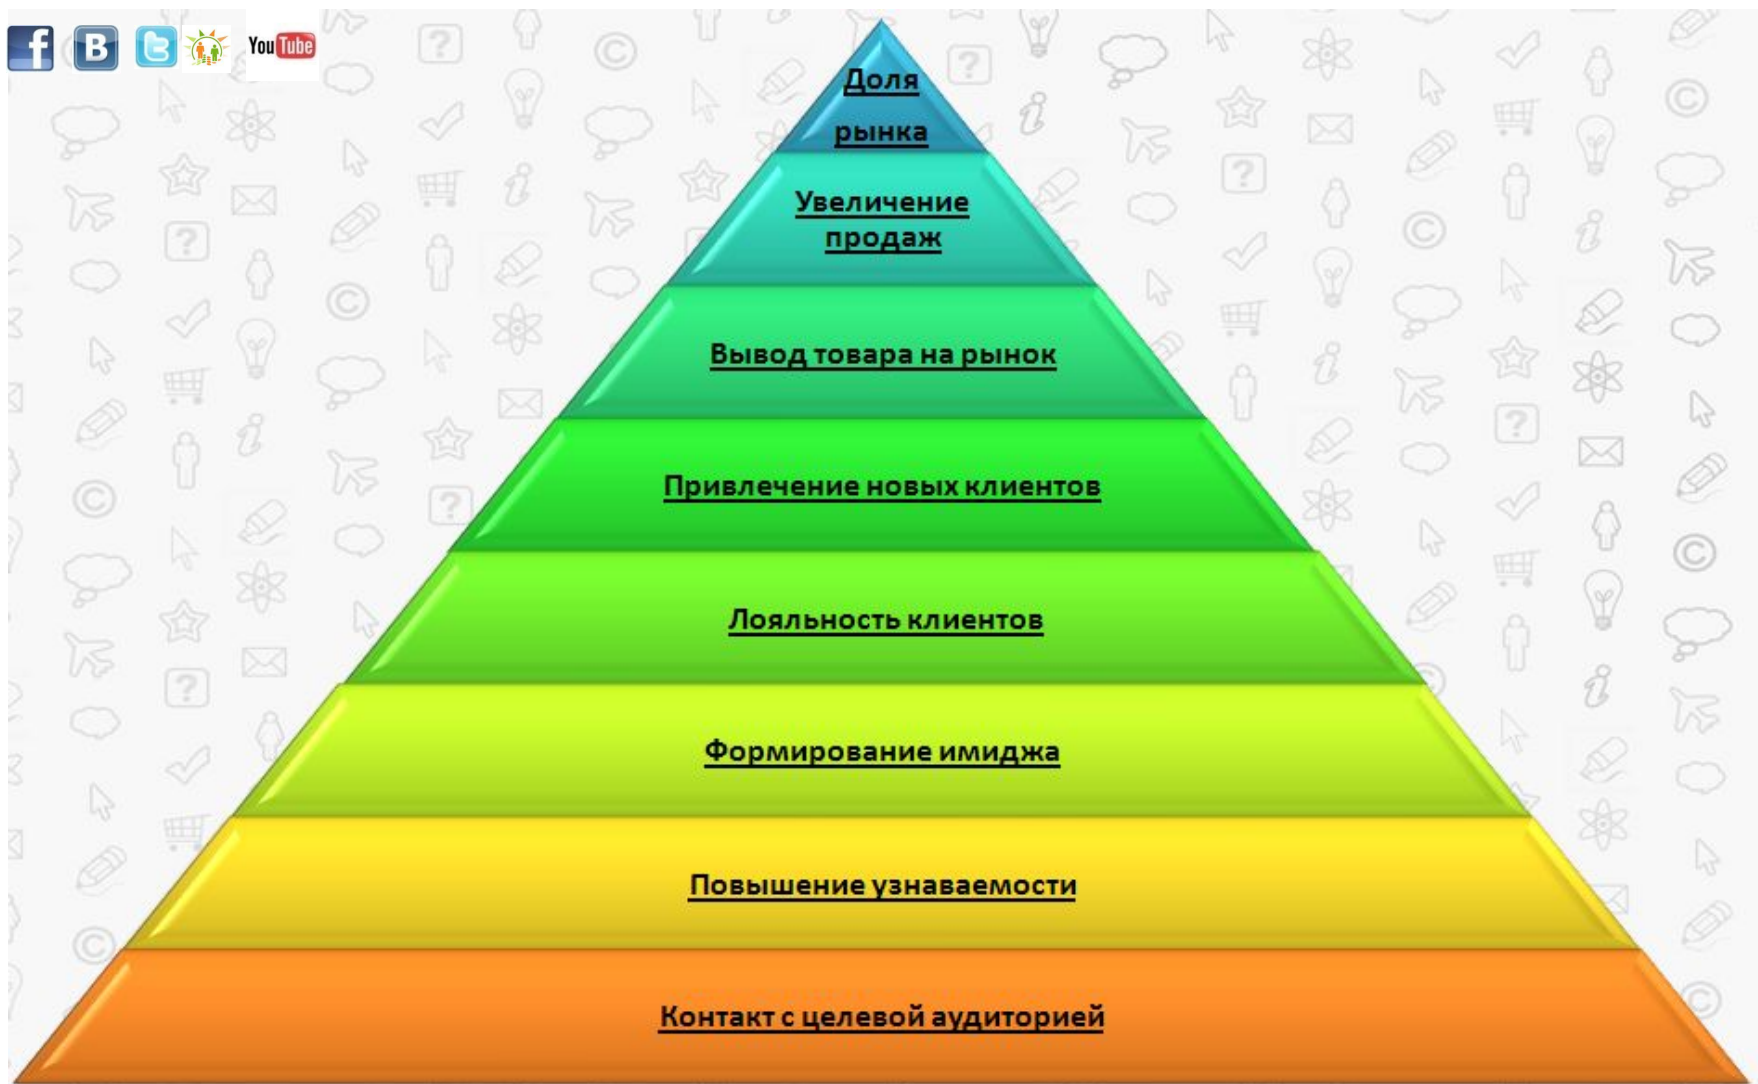 You Tube
Доля
рынка
Увеличение
продаж
Вывод товара на рынок
Привлечение новых клиентов
Лояльность клиентов
Формирование имиджа
Повышение узнаваемости
Контакт с целевой аудиторией